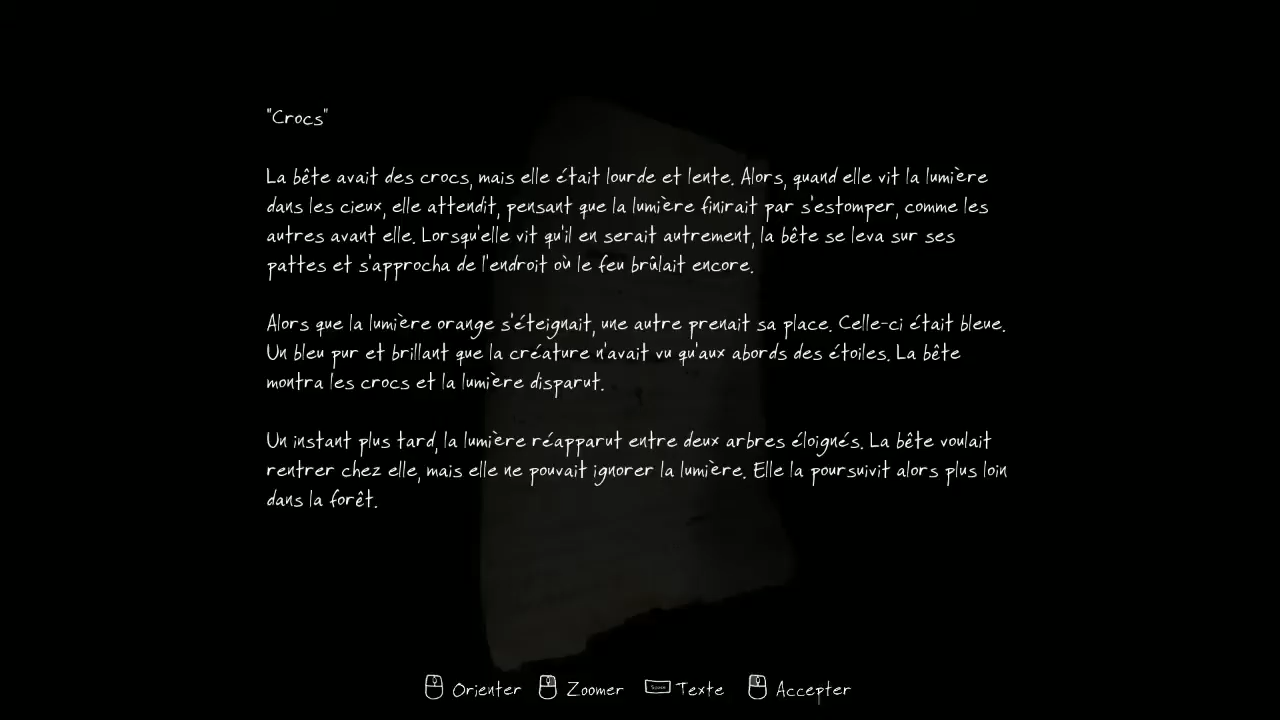 "Crocs"
La bête avait des crocs, mais elle était lourde et lente. Alors, quand elle vit la lumière
dans les cieux, elle attendit, pensant que la lumière finirait par s'estomper, comme les
autres avant elle. Lorsqu'elle vit qu'il en serait autrement, la bête se leva sur ses
pattes et s'approcha de l'endroit où le feu brûlait encore.
Alors que la lumière orange s'éteignait, une autre prenait sa place. Celle-ci était bleue.
Un bleu pur et brillant que la créature n'avait vu qu'aux abords des étoiles. La bête
montra les crocs et la lumière disparut.
Un instant plus tard, la lumière réapparut entre deux arbres éloignés. La bête voulait
rentrer chez elle, mais elle ne pouvait ignorer la lumière. Elle la poursuivit alors plus loin
dans la forêt.
Orienter Zoomer Texte Accepter